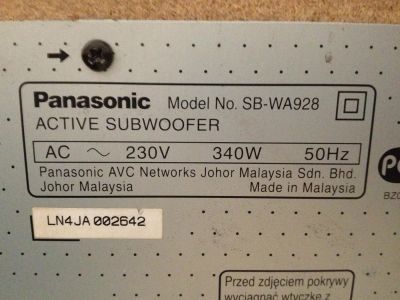 Panasonic Model No. SB-WA928
ACTIVE SUBWOOFER
AC ~ 230V 340W 50Hz
Panasonic AVC Networks Johor Malaysia Sdn. Bhd.
Johor Malaysia Made in Malaysia
LN4JA 002642
Przed zdjęciem pokrywy
wyciągnąć wtyczkę z